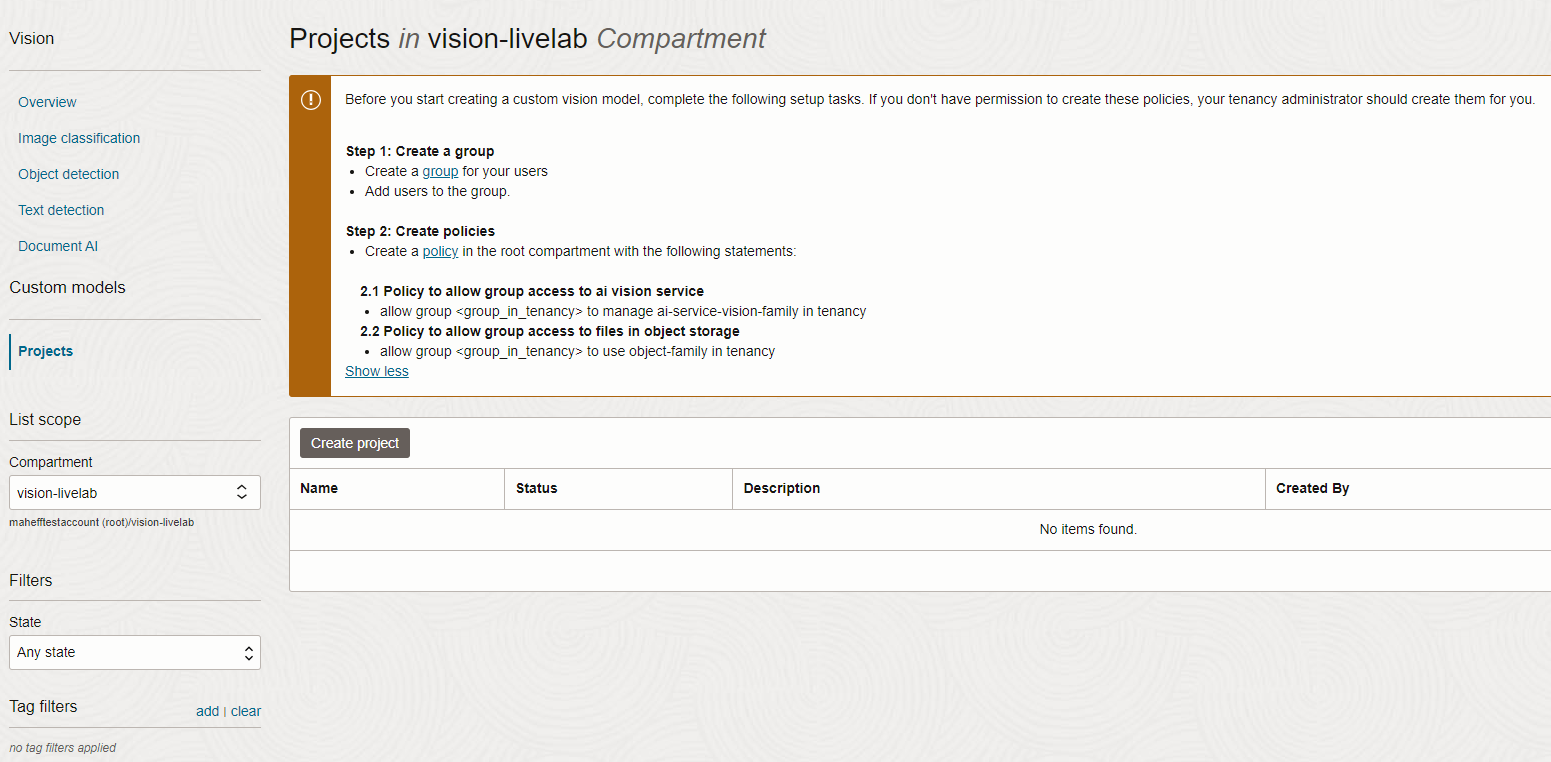 Vision
Overview
Image classification
Object detection
Text detection
Document AI
Custom models
Projects
List scope
Compartment
vision-livelab
mahefftestaccount (root)/vision-livelab
Filters
State
Any state
Tag filters
add | clear
no tag filters applied
Projects in vision-livelab Compartment
Before you start creating a custom vision model, complete the following setup tasks. If you don't have permission to create these policies, your tenancy administrator should create them for you.
Step 1: Create a group
• Create a group for your users
• Add users to the group.
Step 2: Create policies
• Create a policy in the root compartment with the following statements:
2.1 Policy to allow group access to ai vision service
• allow group <group_in_tenancy> to manage ai-service-vision-family in tenancy
2.2 Policy to allow group access to files in object storage
• allow group <group_in_tenancy> to use object-family in tenancy
Show less
Create project
Name Status Description Created By
No items found.